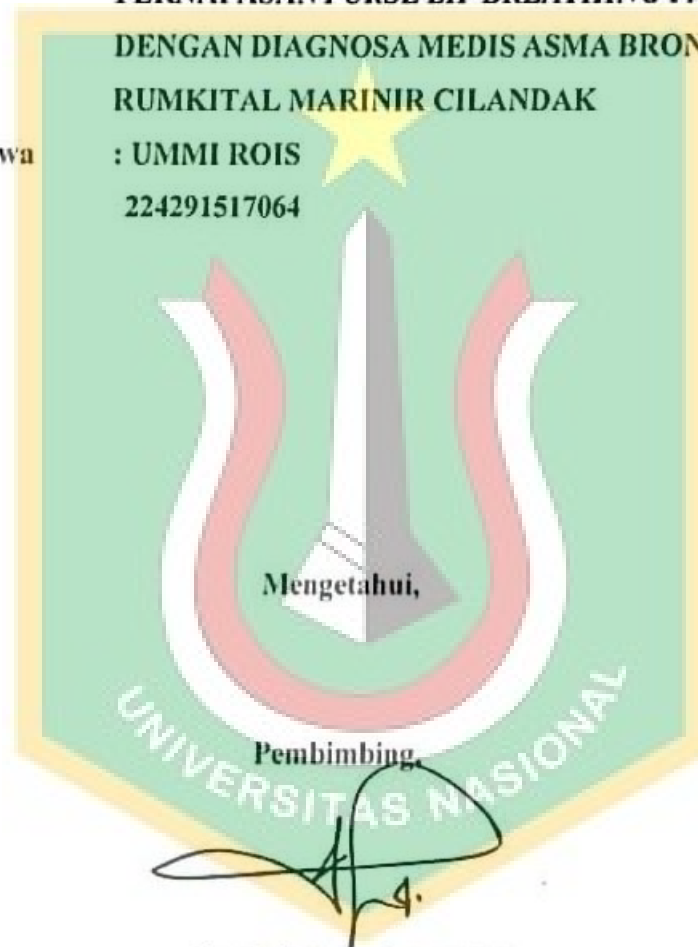 DENGAN DIAGNOSA MEDIS ASMA BRON
RUMKITAL MARINIR CILANDAK
wa : UMMI ROIS
224291517064
Mengetahui,
Pembimbing,
UNIVERSITAS NASIONAL